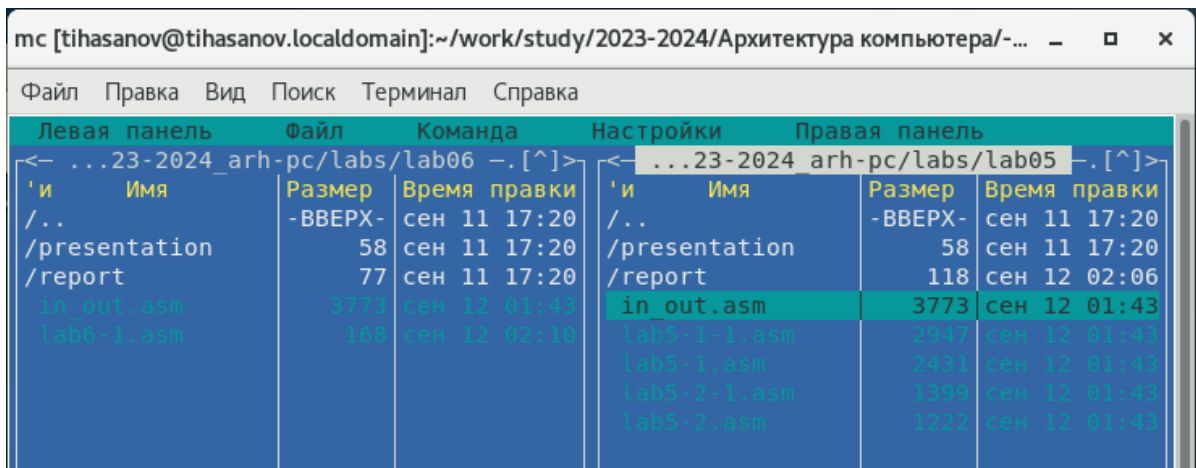 mc [tihasanov@tihasanov.localdomain]:~/work/study/2023-2024/Архитектура компьютера/-...
Файл Правка Вид Поиск Терминал Справка
Левая панель Файл Команда Настройки Правая панель
<— ...23-2024_arh-pc/labs/lab06 —.[^]> <— ...23-2024_arh-pc/labs/lab05 —.[^]>
'и Имя Размер Время правки 'и Имя Размер Время правки
/.. -ВВЕРХ- сен 11 17:20 /.. -ВВЕРХ- сен 11 17:20
/presentation 58 сен 11 17:20 /presentation 58 сен 11 17:20
/report 77 сен 11 17:20 /report 118 сен 12 02:06
in_out.asm 3773 сен 12 01:43 in_out.asm 3773 сен 12 01:43
lab6-1.asm 168 сен 12 02:10 lab5-1-1.asm 2947 сен 12 01:43
lab5-1.asm 2431 сен 12 01:43
lab5-2-1.asm 1399 сен 12 01:43
lab5-2.asm 1222 сен 12 01:43